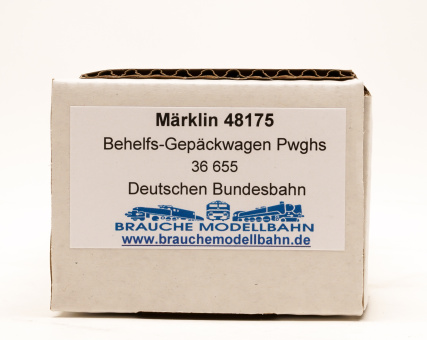 Märklin 48175
Behelfs-Gepäckwagen Pwghs
36 655
Deutschen Bundesbahn
BRAUCHE MODELLBAHN
www.brauchemodellbahn.de